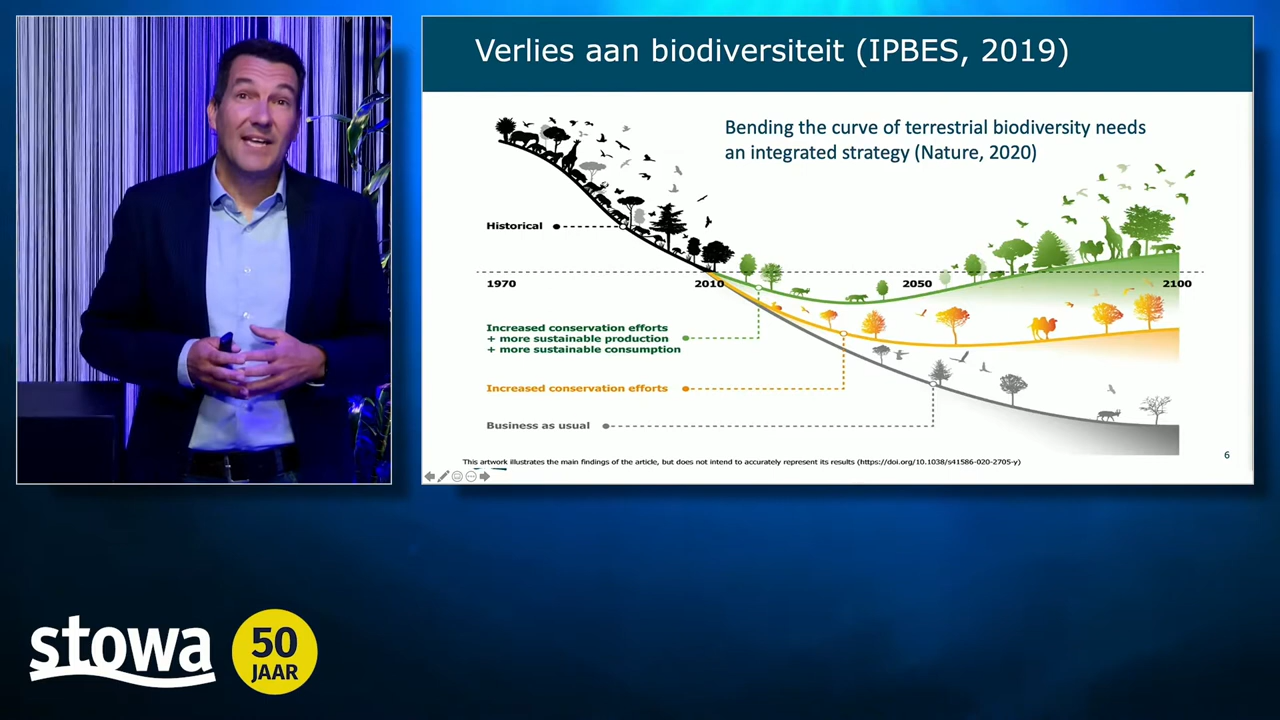 Verlies aan biodiversiteit (IPBES, 2019)
Bending the curve of terrestrial biodiversity needs
an integrated strategy (Nature, 2020)
Historical
1970
2010
2050
2100
Increased conservation efforts
+ more sustainable production
+ more sustainable consumption
Increased conservation efforts
Business as usual
This artwork illustrates the main findings of the article, but does not intend to accurately represent its results (https://doi.org/10.1038/s41586-020-2705-y)
6
stowa
50
JAAR